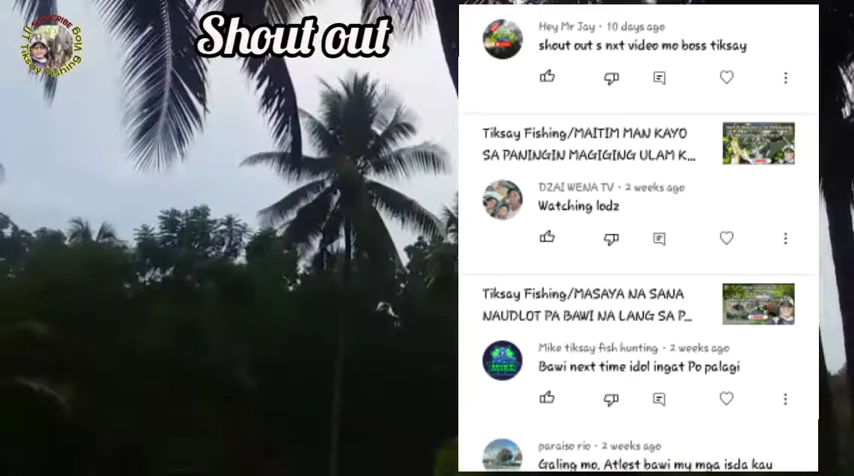 SUBSCRIBE
Tiksay Fishing
Shout out
Hey Mr Jay · 10 days ago
shout out s nxt video mo boss tiksay
Tiksay Fishing/MAITIM MAN KAYO
SA PANINGIN MAGIGING ULAM K...
DZAI WENA TV · 2 weeks ago
Watching lodz
Tiksay Fishing/MASAYA NA SANA
NAUDLOT PA BAWI NA LANG SA P...
Mike tiksay fish hunting · 2 weeks ago
Bawi next time idol ingat Po palagi
MIKE
paraiso rio · 2 weeks ago
Galing mo, Atlest bawi my mga isda kau